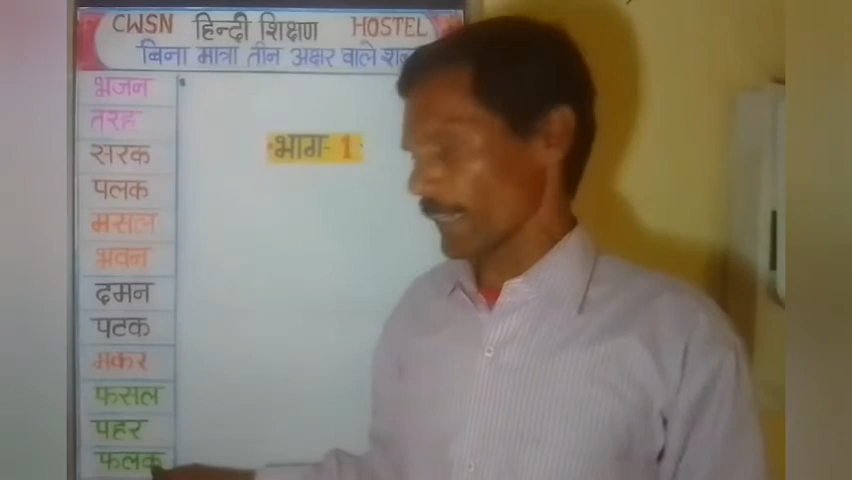 CWSN हिन्दी शिक्षण HOSTEL
बिना मात्रा तीन अक्षर वाले
भजन
तरह
सरक
पलक
मसल
भवन
दमन
पटक
मकर
फसल
पहर
फलक
भाग-1